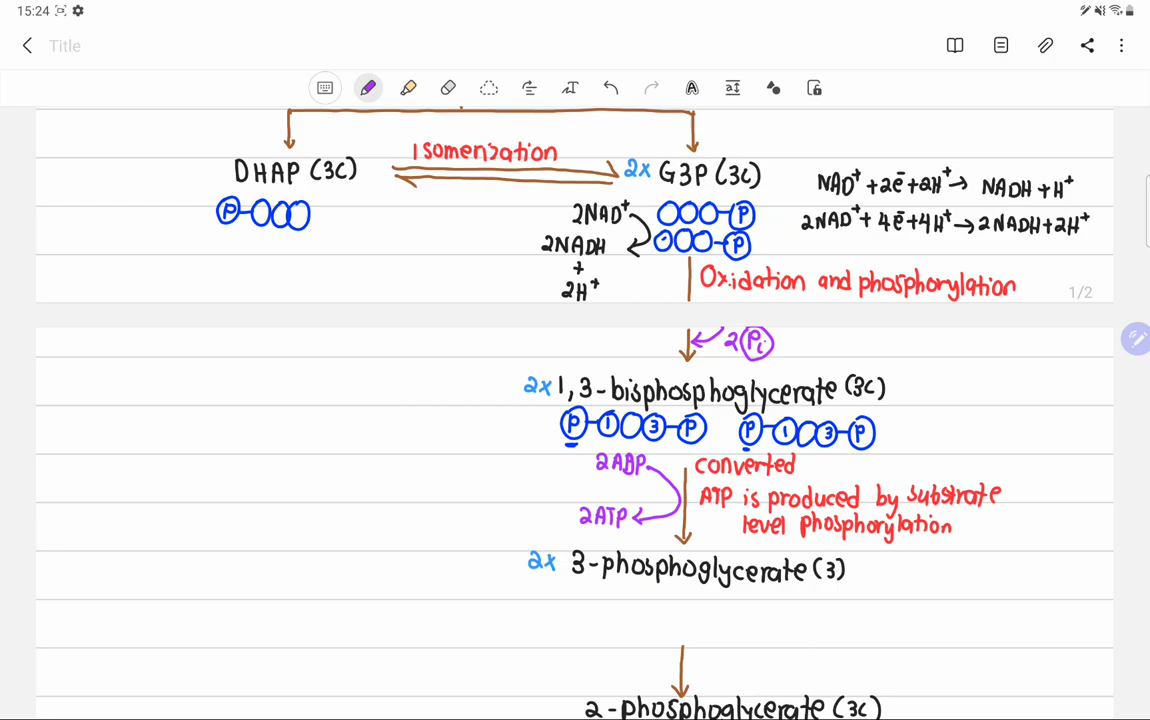 15:24
Title
DHAP (3C)
Isomerisation
2x G3P (3C)
NAD⁺ + 2e⁻ + 2H⁺ → NADH + H⁺
2NAD⁺ + 4e⁻ + 4H⁺ → 2NADH + 2H⁺
P
2NAD⁺
P
2NADH
P
+
2H⁺
Oxidation and phosphorylation
1/2
2 Pi
2x 1,3-bisphosphoglycerate (3C)
P 1 3 P P 1 3 P
2ADP
converted
2ATP
ATP is produced by substrate
level phosphorylation
2x 3-phosphoglycerate (3)
2-phosphoglycerate (3C)